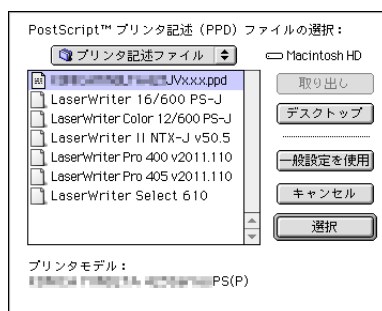 PostScript™ プリンタ記述 (PPD) ファイルの選択：
プリンタ記述ファイル
Macintosh HD
JVx.x.x.ppd
LaserWriter 16/600 PS-J
LaserWriter Color 12/600 PS-J
LaserWriter II NTX-J v50.5
LaserWriter Pro 400 v2011.110
LaserWriter Pro 405 v2011.110
LaserWriter Select 610
取り出し
デスクトップ
一般設定を使用
キャンセル
選択
プリンタモデル：
PS(P)